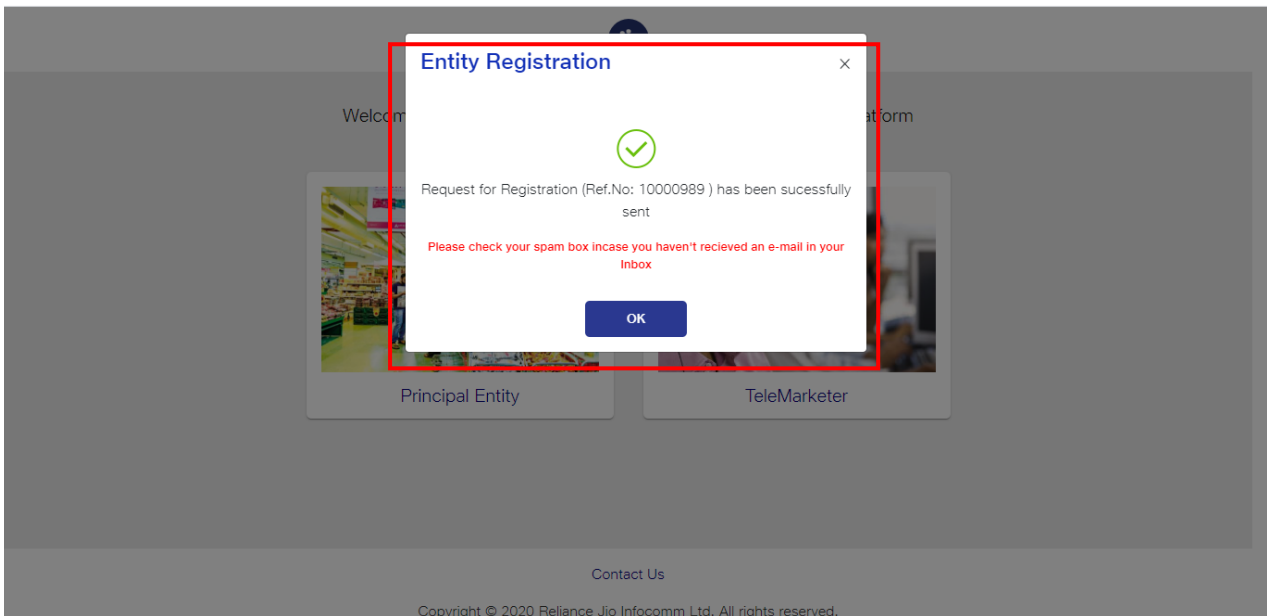 Entity Registration
Welcom
atform
Request for Registration (Ref.No: 10000989 ) has been sucessfully
sent
Please check your spam box incase you haven't recieved an e-mail in your
Inbox
OK
Principal Entity
TeleMarketer
Contact Us
Copyright © 2020 Reliance Jio Infocomm Ltd. All rights reserved.